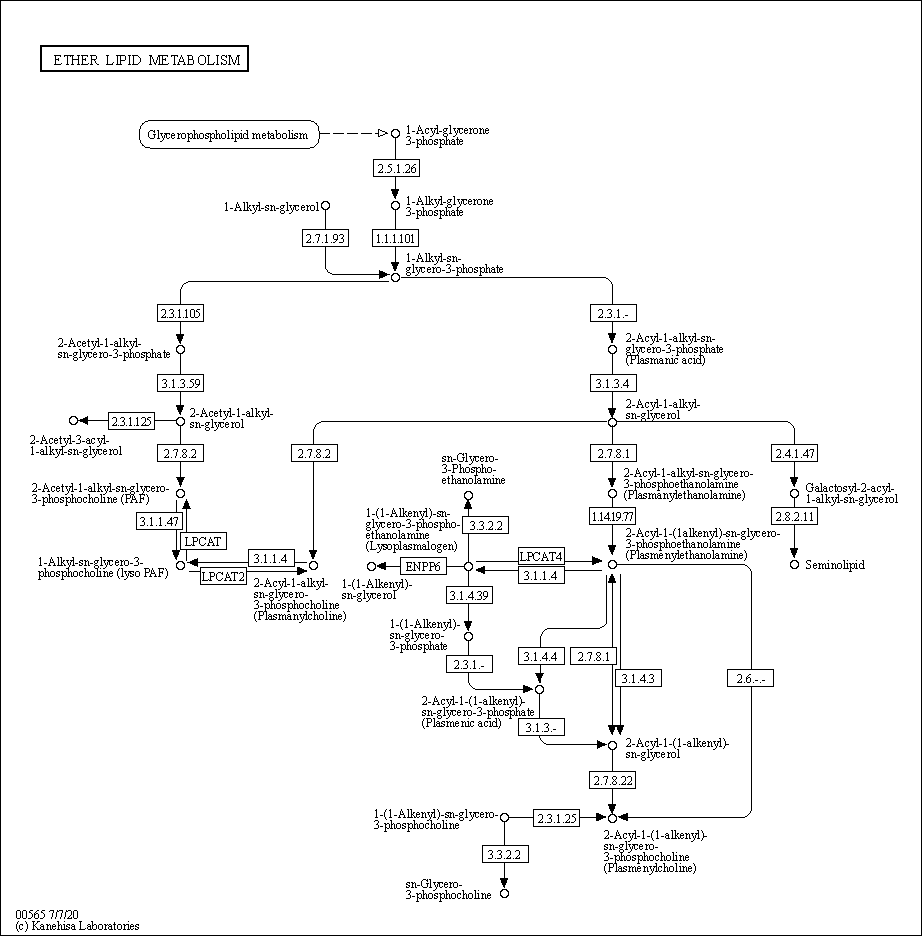 ETHER LIPID METABOLISM
Glycerophospholipid metabolism
1-Acyl-glycerone
3-phosphate
2.5.1.26
1-Alkyl-sn-glycerol
1-Alkyl-glycerone
3-phosphate
2.7.1.93
1.1.1.101
1-Alkyl-sn-
glycero-3-phosphate
2.3.1.105
2.3.1.-
2-Acetyl-1-alkyl-
sn-glycero-3-phosphate
2-Acyl-1-alkyl-sn-
glycero-3-phosphate
(Plasmanic acid)
3.1.3.59
3.1.3.4
2-Acetyl-1-alkyl-
sn-glycerol
2-Acyl-1-alkyl-
sn-glycerol
2.3.1.125
2-Acetyl-3-acyl-
1-alkyl-sn-glycerol
2.7.8.2
2.7.8.2
2.7.8.1
2.4.1.47
sn-Glycero-
3-Phospho-
ethanolamine
2-Acetyl-1-alkyl-sn-glycero-
3-phosphocholine (PAF)
2-Acyl-1-alkyl-sn-glycero-
3-phosphoethanolamine
(Plasmanylethanolamine)
Galactosyl-2-acyl-
1-alkyl-sn-glycerol
3.1.1.47
LPCAT
1-(1-Alkenyl)-sn-
glycero-3-phospho-
ethanolamine
(Lysoplasmalogen)
3.3.2.2
1.14.19.77
2.8.2.11
2-Acyl-1-(1alkenyl)-sn-glycero-
3-phosphoethanolamine
(Plasmenylethanolamine)
1-Alkyl-sn-glycero-3-
phosphocholine (lyso PAF)
3.1.1.4
LPCAT2
2-Acyl-1-alkyl-
sn-glycero-
3-phosphocholine
(Plasmanylcholine)
ENPP6
1-(1-Alkenyl)-
sn-glycerol
LPCAT4
3.1.1.4
Seminolipid
3.1.4.39
1-(1-Alkenyl)-
sn-glycero-
3-phosphate
2.3.1.-
3.1.4.4
2.7.8.1
3.1.4.3
2.6.-.-
2-Acyl-1-(1-alkenyl)-
sn-glycero-3-phosphate
(Plasmenic acid)
3.1.3.-
2-Acyl-1-(1-alkenyl)-
sn-glycerol
2.7.8.22
1-(1-Alkenyl)-sn-glycero-
3-phosphocholine
2.3.1.25
2-Acyl-1-(1-alkenyl)-
sn-glycero-
3-phosphocholine
(Plasmenylcholine)
3.3.2.2
sn-Glycero-
3-phosphocholine
00565 7/7/20
(c) Kanehisa Laboratories